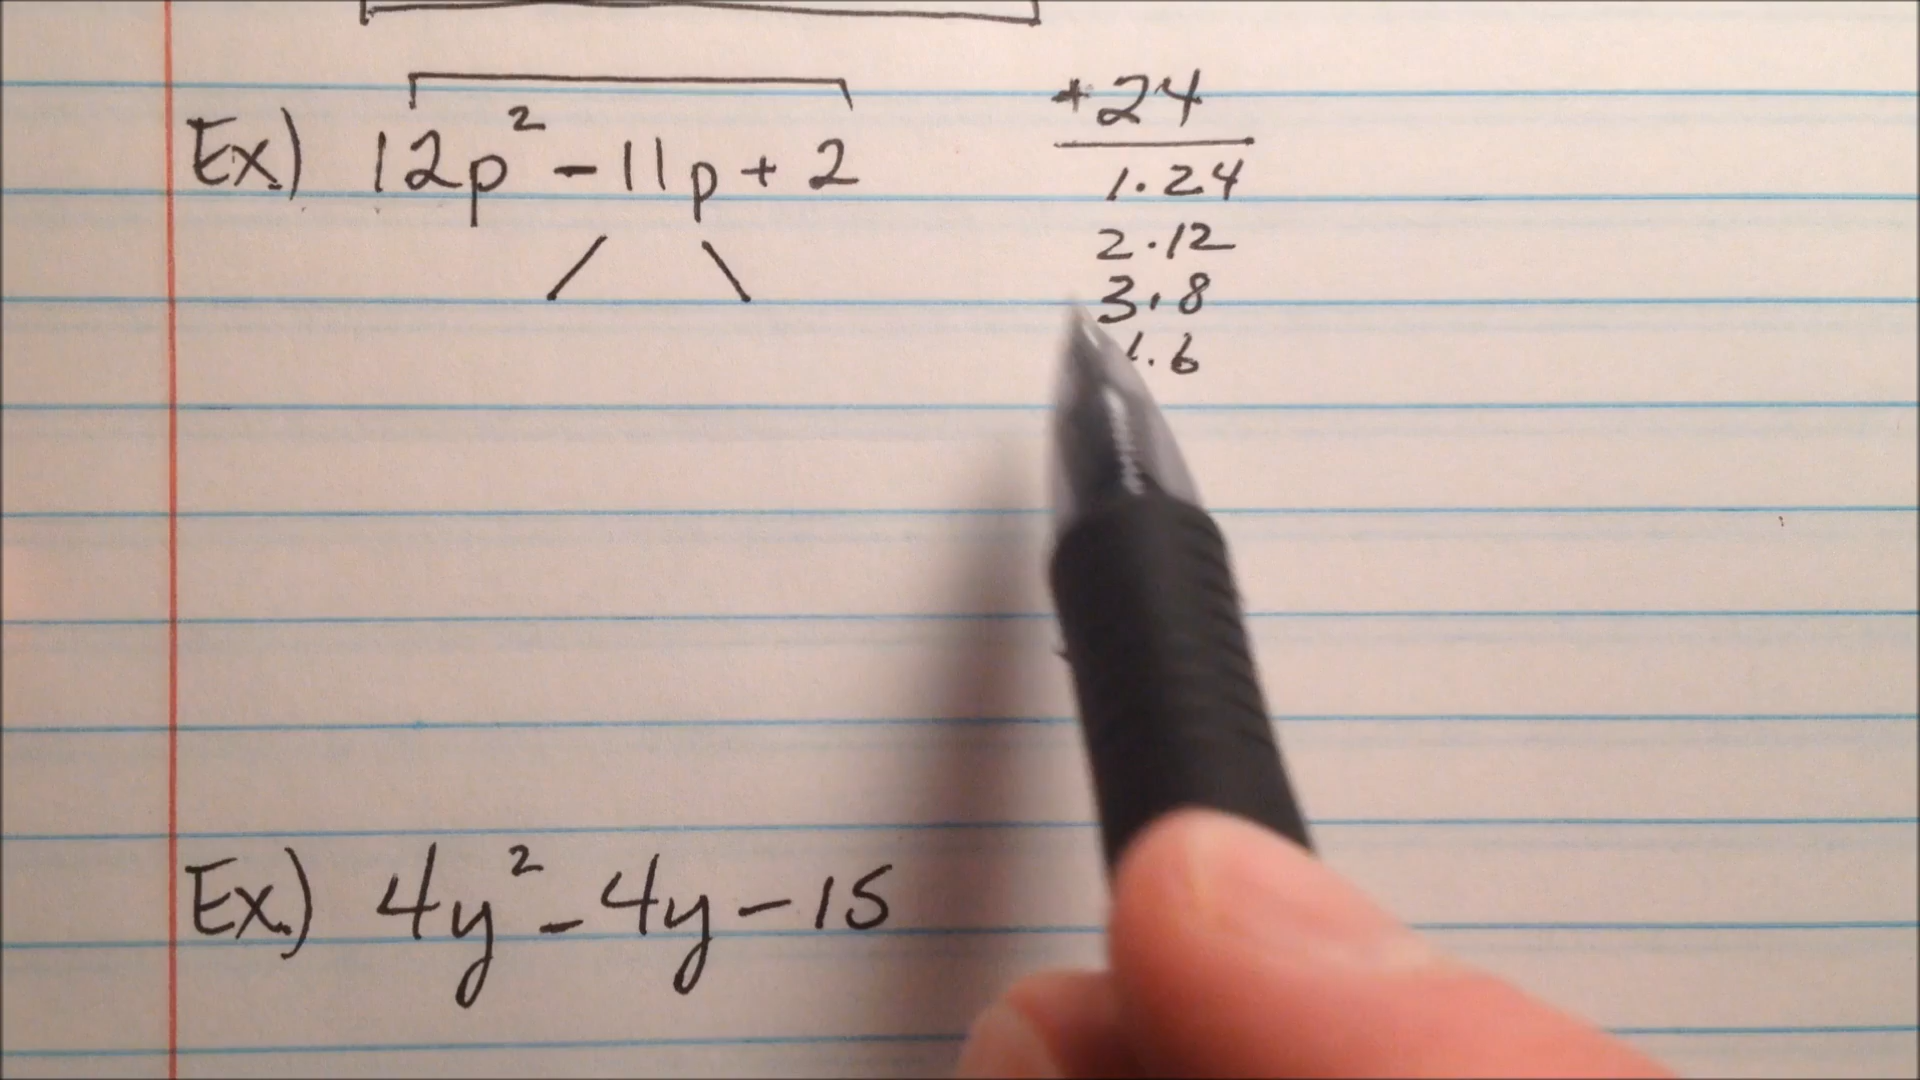 Ex.) 12p² - 11p + 2
+24
1·24
2·12
3·8
·6
Ex.) 4y² - 4y - 15